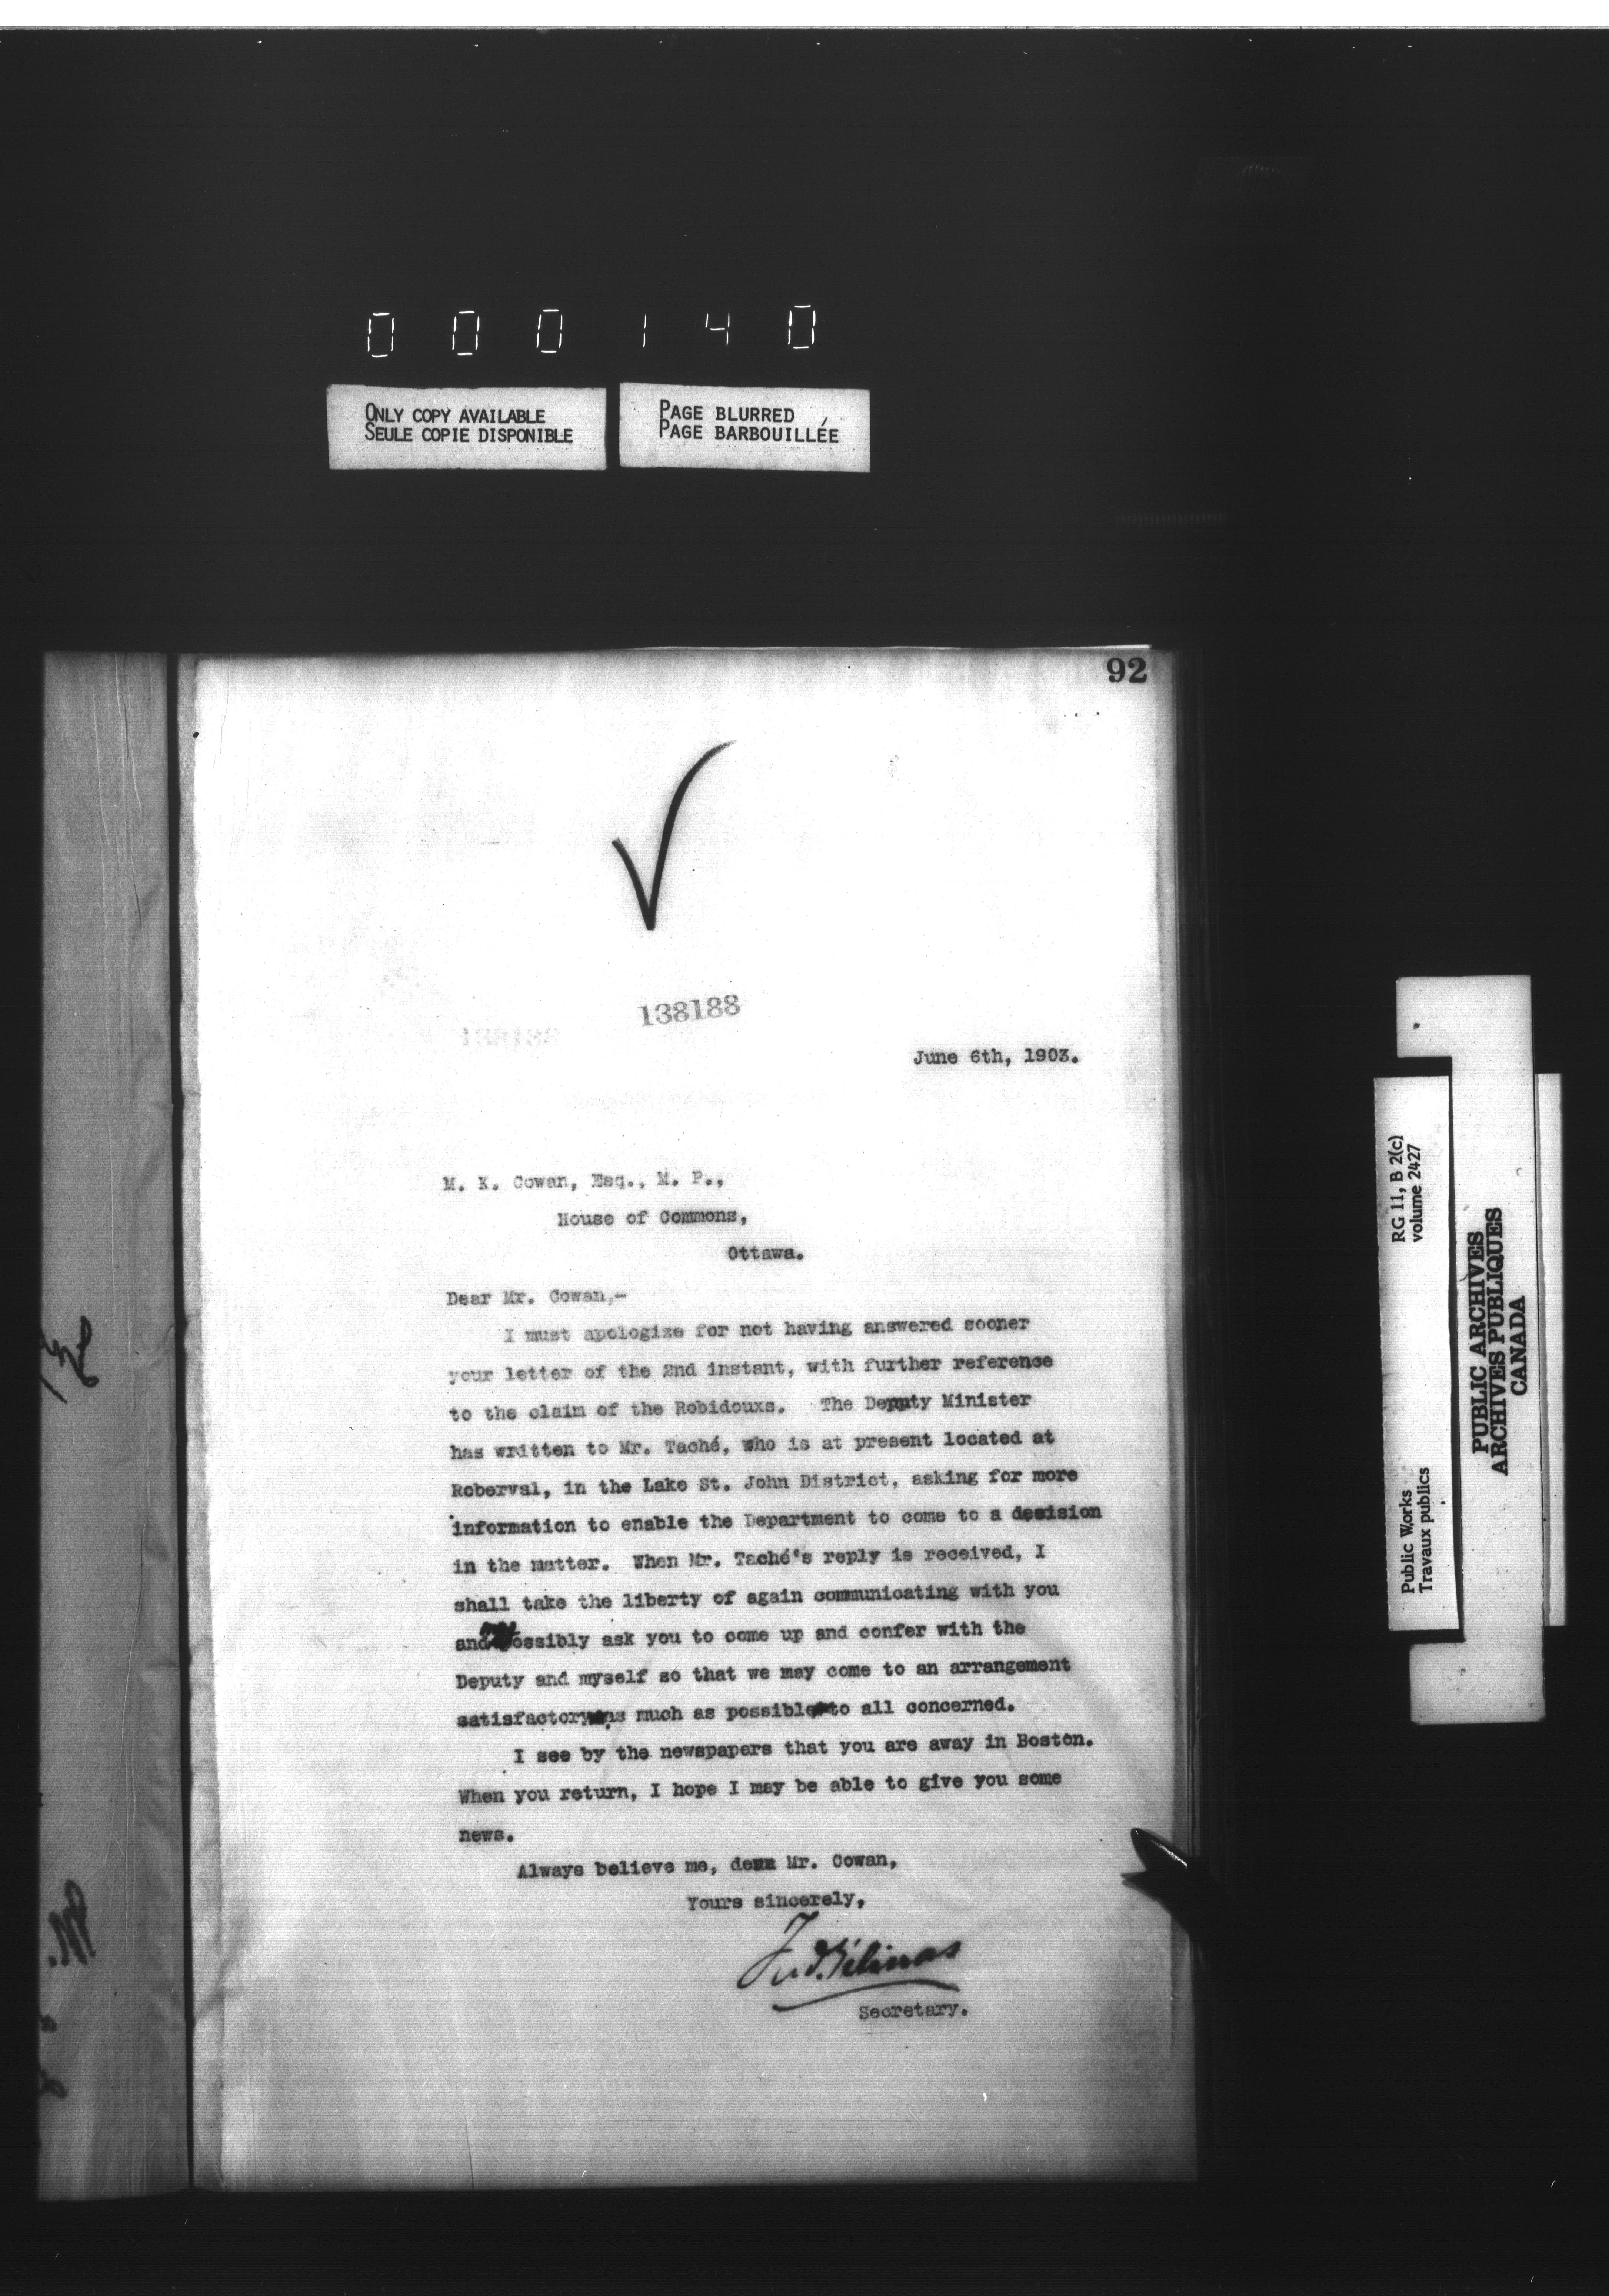 000140
ONLY COPY AVAILABLE
SEULE COPIE DISPONIBLE
PAGE BLURRED
PAGE BARBOUILLÉE
92
138188
June 6th, 1903.
M. K. Cowan, Esq., M. P.,
House of Commons,
Ottawa.
Dear Mr. Cowan,-
I must apologize for not having answered sooner
your letter of the 2nd instant, with further reference
to the claim of the Robidouxs. The Deputy Minister
has written to Mr. Taché, who is at present located at
Roberval, in the Lake St. John District, asking for more
information to enable the Department to come to a decision
in the matter. When Mr. Taché's reply is received, I
shall take the liberty of again communicating with you
and possibly ask you to come up and confer with the
Deputy and myself so that we may come to an arrangement
satisfactory as much as possible to all concerned.
I see by the newspapers that you are away in Boston.
When you return, I hope I may be able to give you some
news.
Always believe me, dear Mr. Cowan,
Yours sincerely,
Fred. Gélinas
Secretary.
RG 11, B 2(c)
volume 2427
Public Works
Travaux publics
PUBLIC ARCHIVES
ARCHIVES PUBLIQUES
CANADA